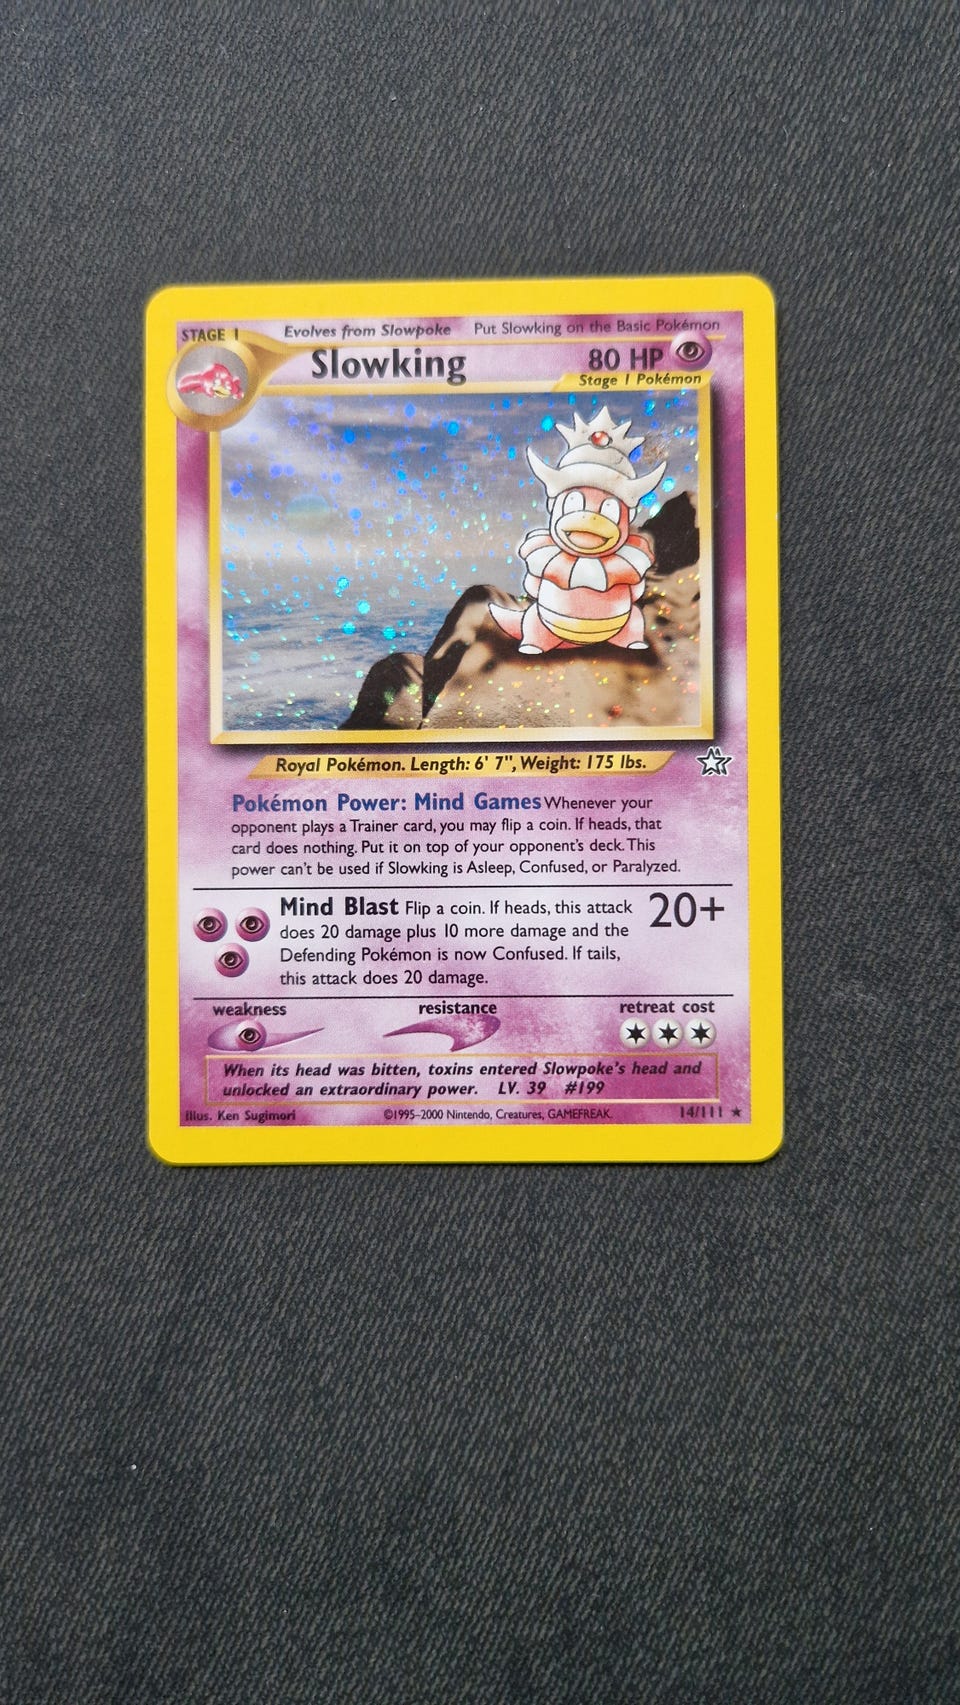 STAGE 1 Evolves from Slowpoke Put Slowking on the Basic Pokémon
Slowking 80 HP
Stage 1 Pokémon
Royal Pokémon. Length: 6' 7", Weight: 175 lbs.
Pokémon Power: Mind Games Whenever your
opponent plays a Trainer card, you may flip a coin. If heads, that
card does nothing. Put it on top of your opponent's deck. This
power can't be used if Slowking is Asleep, Confused, or Paralyzed.
Mind Blast Flip a coin. If heads, this attack 20+
does 20 damage plus 10 more damage and the
Defending Pokémon is now Confused. If tails,
this attack does 20 damage.
weakness resistance retreat cost
When its head was bitten, toxins entered Slowpoke's head and
unlocked an extraordinary power. LV. 39 #199
Illus. Ken Sugimori ©1995-2000 Nintendo, Creatures, GAMEFREAK. 14/111 ★